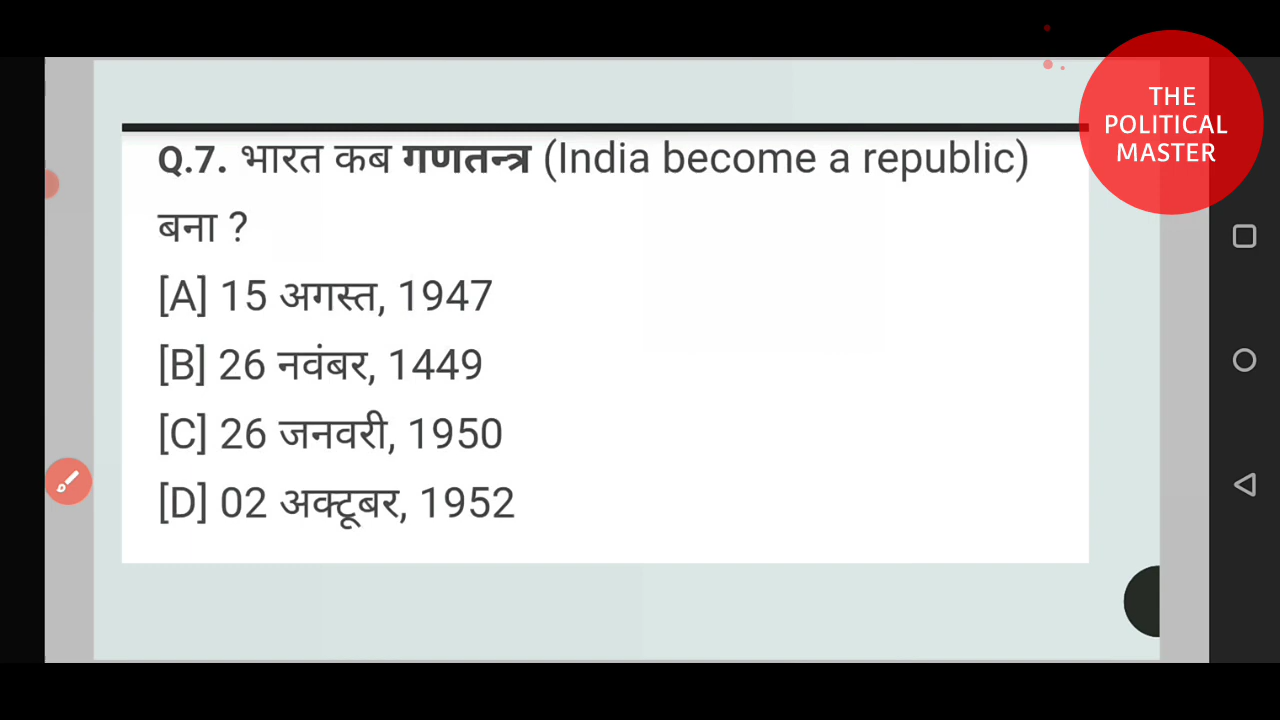 THE
POLITICAL
MASTER
Q.7. भारत कब गणतन्त्र (India become a republic)
बना ?
[A] 15 अगस्त, 1947
[B] 26 नवंबर, 1449
[C] 26 जनवरी, 1950
[D] 02 अक्टूबर, 1952